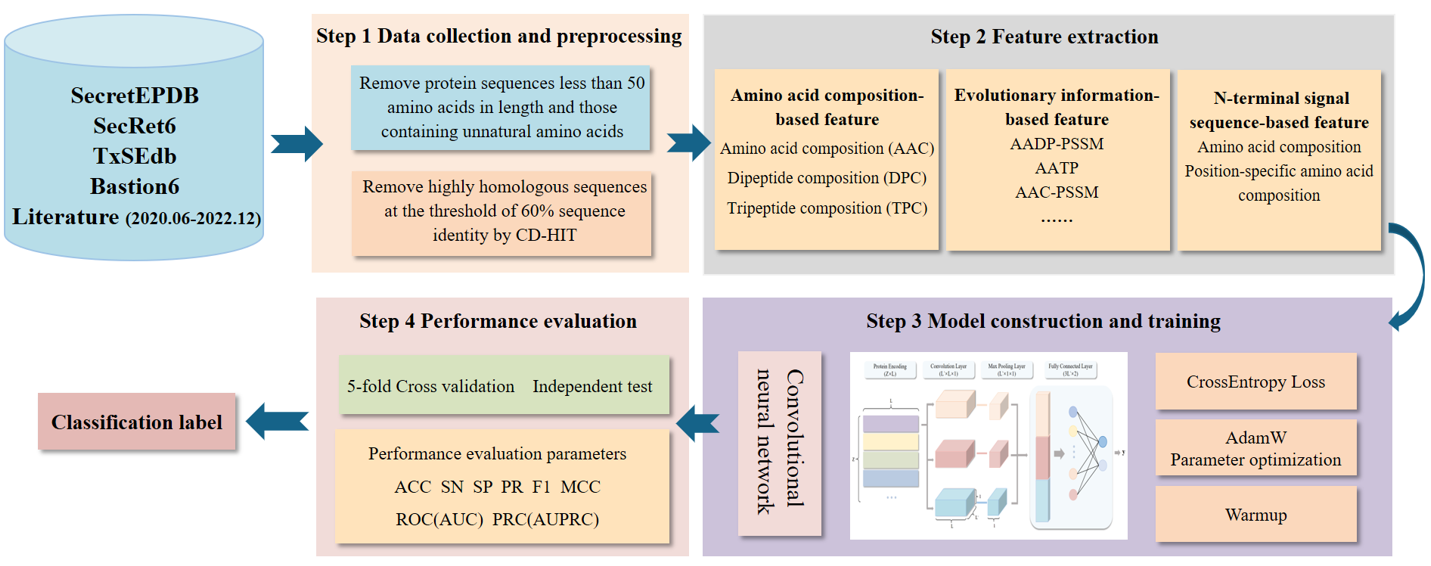 SecretEPDB
SecRet6
TxSEdb
Bastion6
Literature (2020.06-2022.12)
Step 1 Data collection and preprocessing
Remove protein sequences less than 50
amino acids in length and those
containing unnatural amino acids
Remove highly homologous sequences
at the threshold of 60% sequence
identity by CD-HIT
Step 2 Feature extraction
Amino acid composition-
based feature
Amino acid composition (AAC)
Dipeptide composition (DPC)
Tripeptide composition (TPC)
Evolutionary information-
based feature
AADP-PSSM
AATP
AAC-PSSM
……
N-terminal signal
sequence-based feature
Amino acid composition
Position-specific amino acid
composition
Step 3 Model construction and training
Convolutional
neural network
Protein Encoding
(Z×L)
Convolution Layer
(L'×L×1)
Max Pooling Layer
(L'×1×1)
Fully Connected Layer
(3L'×2)
L
Z
L
1
y
CrossEntropy Loss
AdamW
Parameter optimization
Warmup
Step 4 Performance evaluation
5-fold Cross validation Independent test
Performance evaluation parameters
ACC SN SP PR F1 MCC
ROC(AUC) PRC(AUPRC)
Classification label